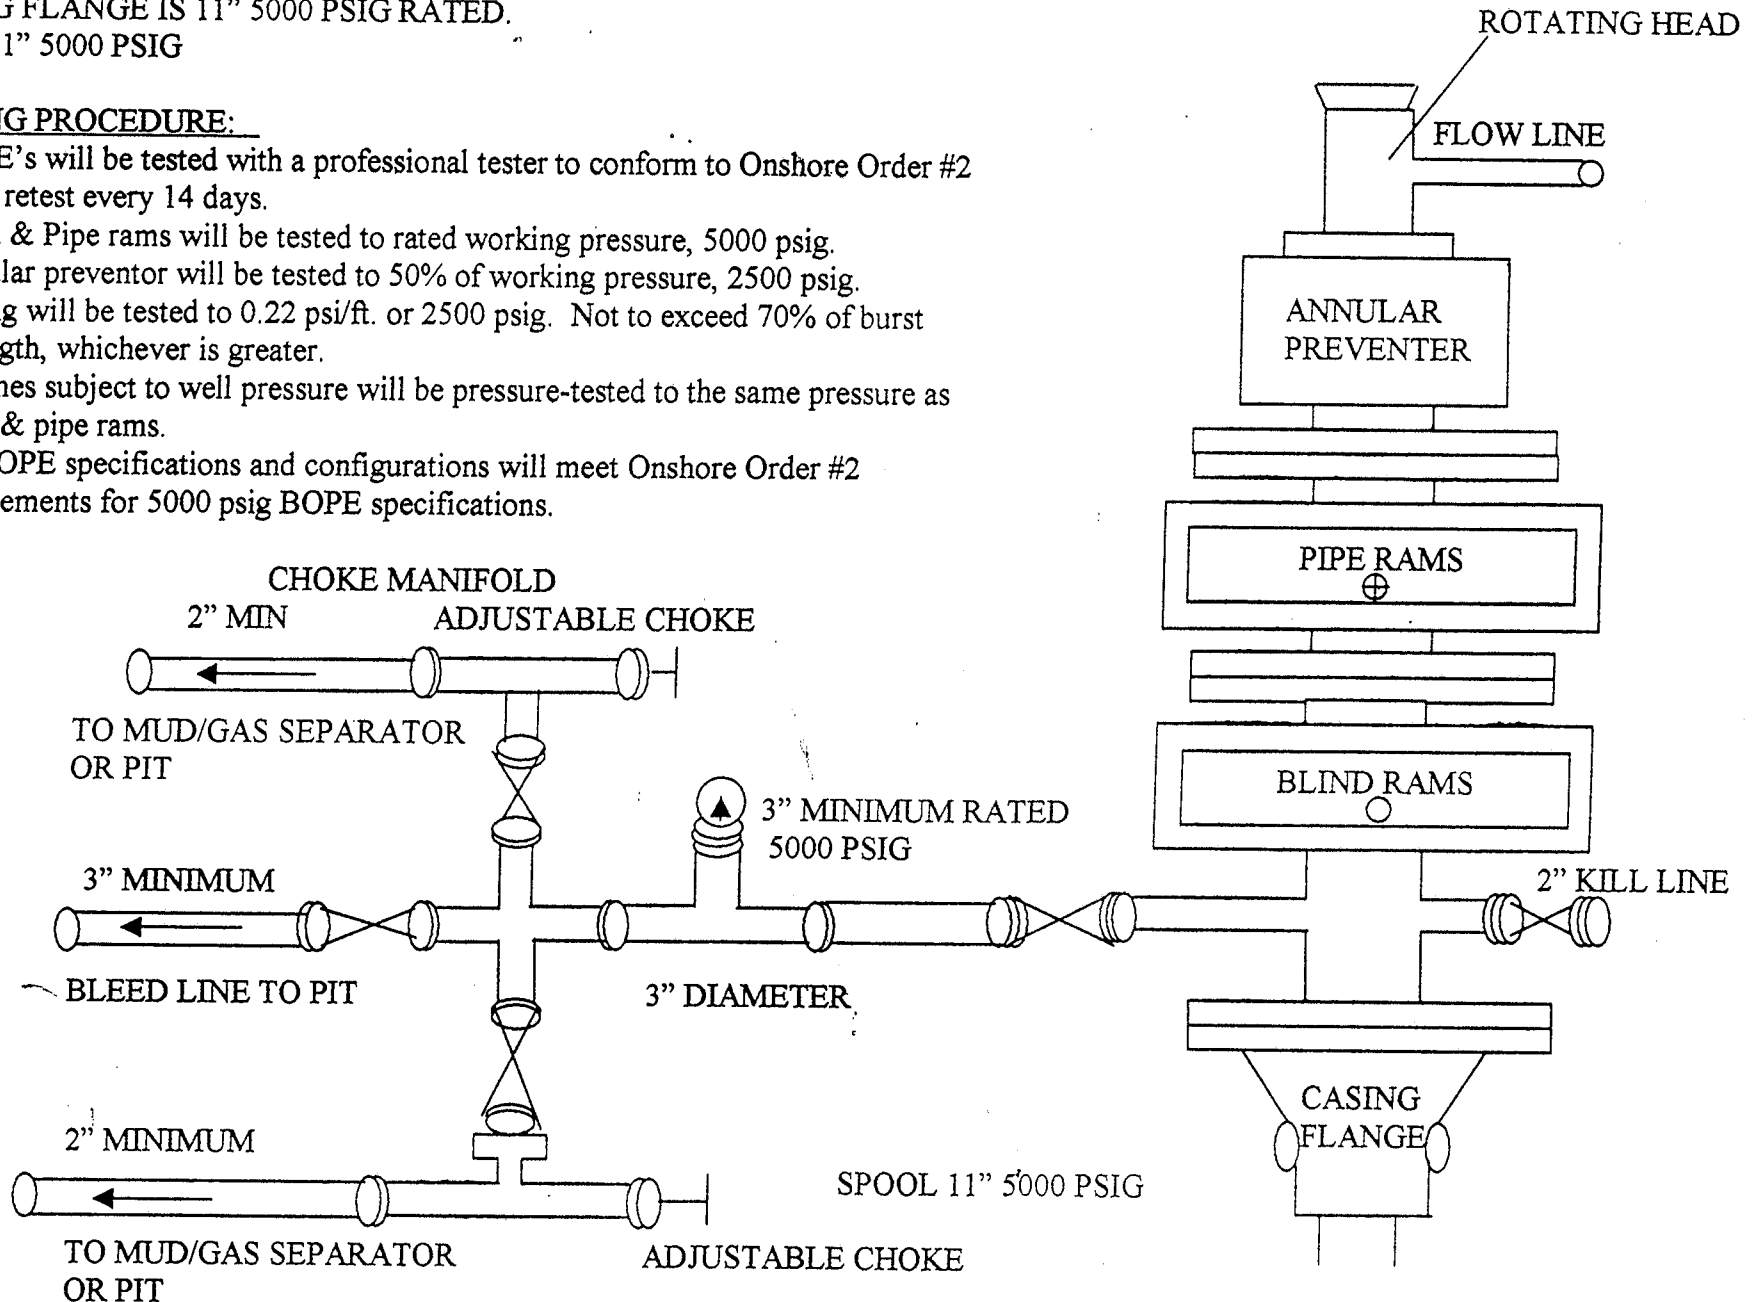 FLANGE IS 11” 5000 PSIG RATED.
1” 5000 PSIG
PROCEDURE:
will be tested with a professional tester to conform to Onshore Order #2
retest every 14 days.
& Pipe rams will be tested to rated working pressure, 5000 psig.
preventor will be tested to 50% of working pressure, 2500 psig.
will be tested to 0.22 psi/ft. or 2500 psig. Not to exceed 70% of burst
whichever is greater.
subject to well pressure will be pressure-tested to the same pressure as
& pipe rams.
specifications and configurations will meet Onshore Order #2
for 5000 psig BOPE specifications.
ROTATING HEAD
FLOW LINE
ANNULAR
PREVENTER
PIPE RAMS
BLIND RAMS
2” KILL LINE
CASING
FLANGE
SPOOL 11” 5000 PSIG
CHOKE MANIFOLD
2” MIN
ADJUSTABLE CHOKE
TO MUD/GAS SEPARATOR
OR PIT
3” MINIMUM RATED
5000 PSIG
3” MINIMUM
BLEED LINE TO PIT
3” DIAMETER
2” MINIMUM
TO MUD/GAS SEPARATOR
OR PIT
ADJUSTABLE CHOKE